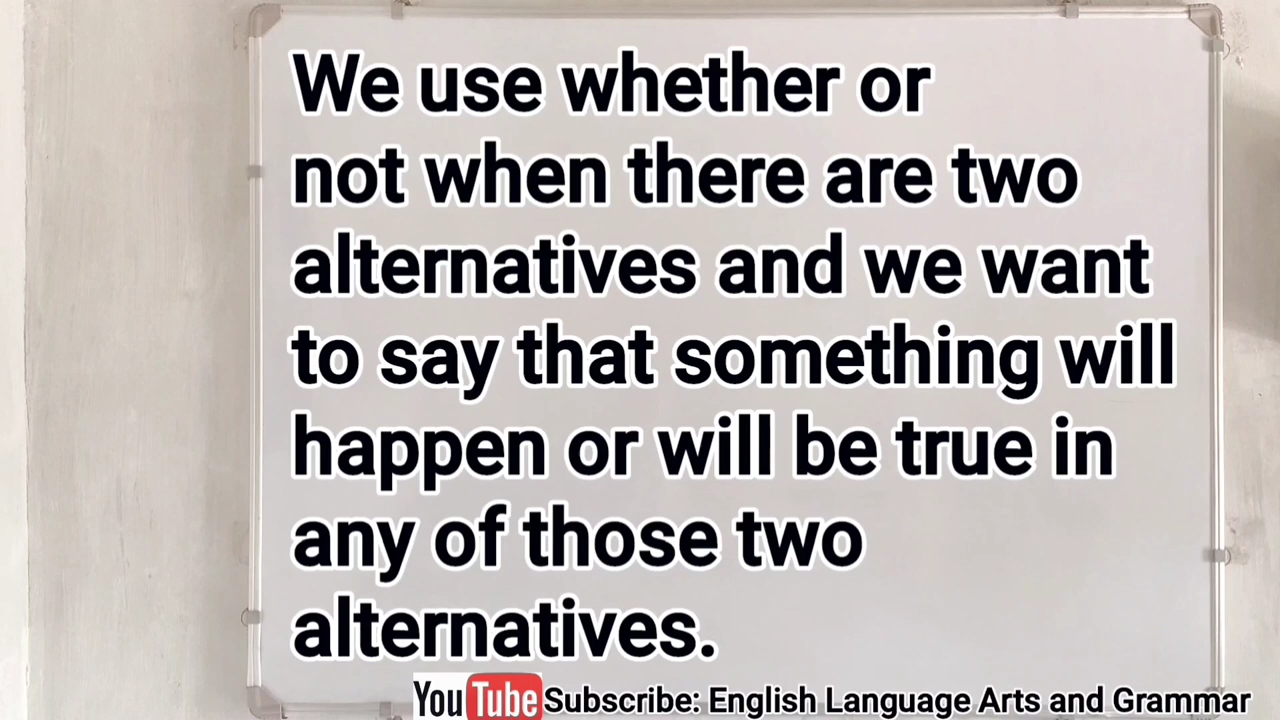 We use whether or
not when there are two
alternatives and we want
to say that something will
happen or will be true in
any of those two
alternatives.
YouTube Subscribe: English Language Arts and Grammar